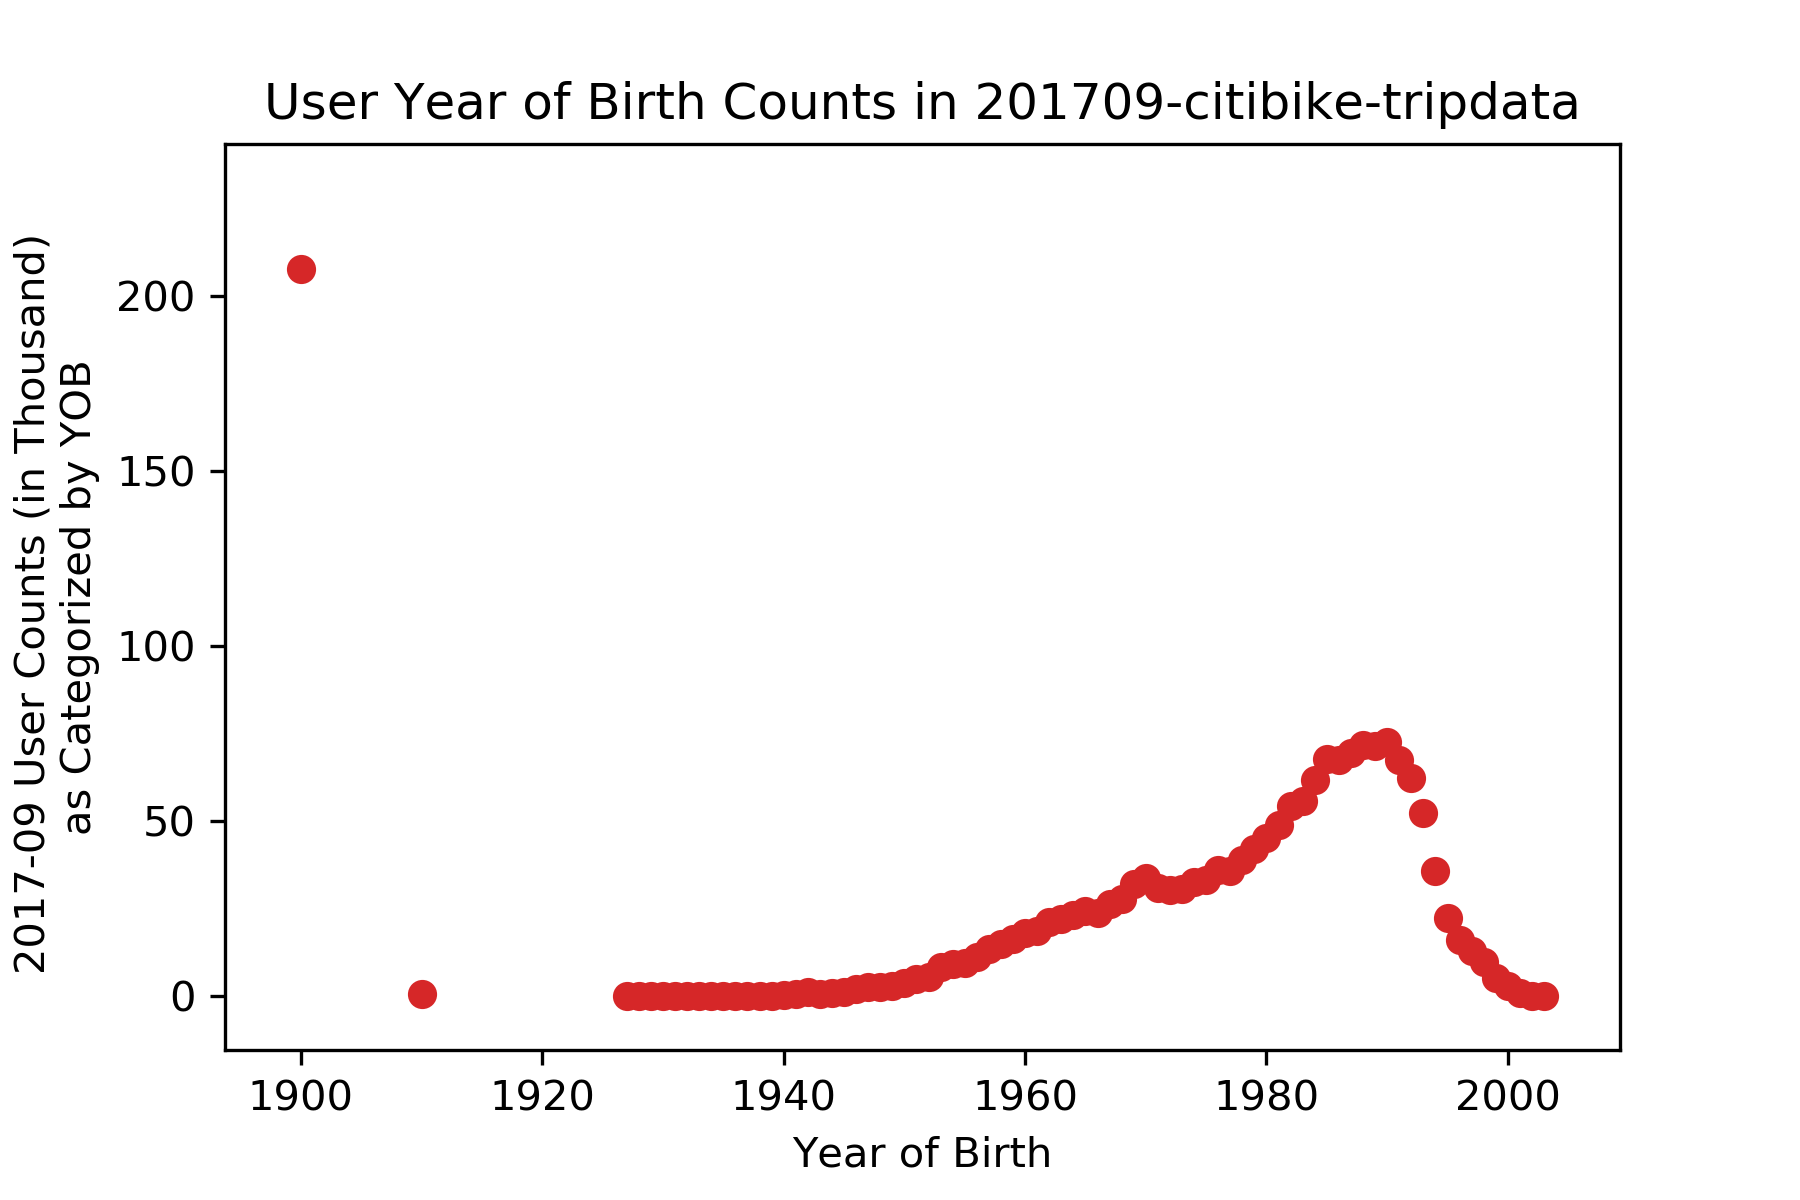 User Year of Birth Counts in 201709-citibike-tripdata
2017-09 User Counts (in Thousand)
as Categorized by YOB
200
150
100
50
0
1900 1920 1940 1960 1980 2000
Year of Birth